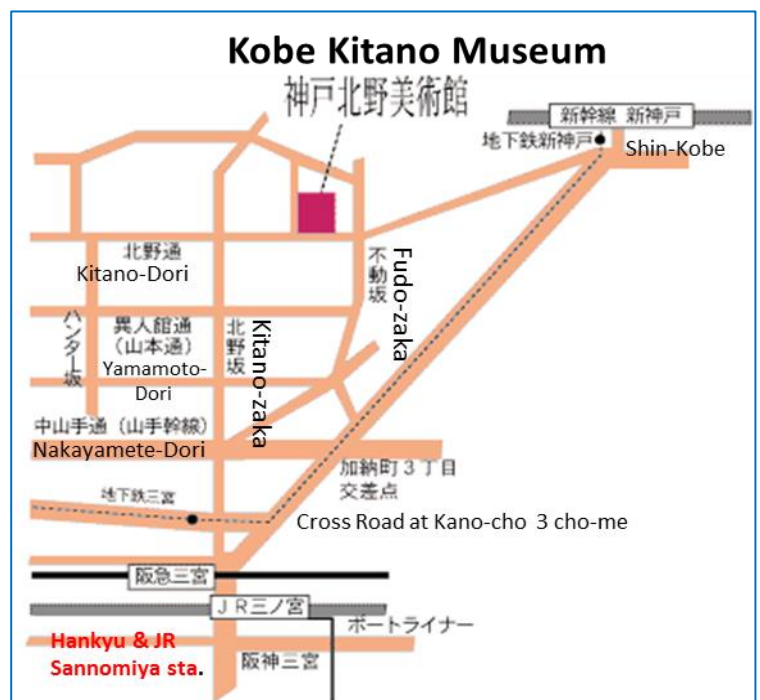 Kobe Kitano Museum
神戸北野美術館
新幹線 新神戸
地下鉄新神戸
Shin-Kobe
北野通
Kitano-Dori
不動坂
Fudo-zaka
ハンター坂
異人館通
(山本通)
Yamamoto-
Dori
北野坂
Kitano-zaka
中山手通(山手幹線)
Nakayamete-Dori
加納町3丁目
交差点
地下鉄三宮
Cross Road at Kano-cho 3 cho-me
阪急三宮
JR三ノ宮
ポートライナー
Hankyu & JR
Sannomiya sta.
阪神三宮